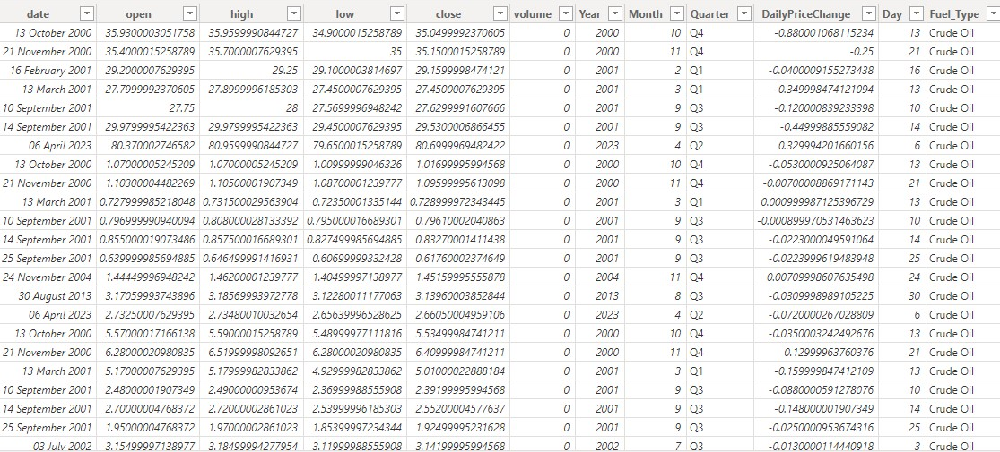 date open high low close volume Year Month Quarter DailyPriceChange Day Fuel_Type
13 October 2000 35.9300003051758 35.9599990844727 34.9000015258789 35.0499992370605 0 2000 10 Q4 -0.880001068115234 13 Crude Oil
21 November 2000 35.4000015258789 35.7000007629395 35 35.1500015258789 0 2000 11 Q4 -0.25 21 Crude Oil
16 February 2001 29.2000007629395 29.25 29.1000003814697 29.1599998474121 0 2001 2 Q1 -0.0400009155273438 16 Crude Oil
13 March 2001 27.7999992370605 27.8999996185303 27.4500007629395 27.4500007629395 0 2001 3 Q1 -0.349998474121094 13 Crude Oil
10 September 2001 27.75 28 27.5699996948242 27.6299991607666 0 2001 9 Q3 -0.120000839233398 10 Crude Oil
14 September 2001 29.9799995422363 29.9799995422363 29.4500007629395 29.5300006866455 0 2001 9 Q3 -0.44999885559082 14 Crude Oil
06 April 2023 80.370002746582 80.9599990844727 79.6500015258789 80.6999969482422 0 2023 4 Q2 0.329994201660156 6 Crude Oil
13 October 2000 1.07000005245209 1.07000005245209 1.00999999046326 1.01699995994568 0 2000 10 Q4 -0.0530000925064087 13 Crude Oil
21 November 2000 1.10300004482269 1.10500001907349 1.08700001239777 1.09599995613098 0 2000 11 Q4 -0.00700008869171143 21 Crude Oil
13 March 2001 0.727999985218048 0.731500029563904 0.72350001335144 0.728999972343445 0 2001 3 Q1 0.000999987125396729 13 Crude Oil
10 September 2001 0.796999990940094 0.808000028133392 0.795000016689301 0.79610002040863 0 2001 9 Q3 -0.000899970531463623 10 Crude Oil
14 September 2001 0.855000019073486 0.857500016689301 0.827499985694885 0.83270001411438 0 2001 9 Q3 -0.0223000049591064 14 Crude Oil
25 September 2001 0.639999985694885 0.646499991416931 0.60699999332428 0.61760002374649 0 2001 9 Q3 -0.0223999619483948 25 Crude Oil
24 November 2004 1.44449996948242 1.46200001239777 1.40499997138977 1.45159995555878 0 2004 11 Q4 0.00709998607635498 24 Crude Oil
30 August 2013 3.17059993743896 3.18569993972778 3.12280011177063 3.13960003852844 0 2013 8 Q3 -0.0309998989105225 30 Crude Oil
06 April 2023 2.73250007629395 2.73480010032654 2.65639996528625 2.66050004959106 0 2023 4 Q2 -0.0720000267028809 6 Crude Oil
13 October 2000 5.57000017166138 5.59000015258789 5.48999977111816 5.53499984741211 0 2000 10 Q4 -0.0350003242492676 13 Crude Oil
21 November 2000 6.28000020980835 6.51999998092651 6.28000020980835 6.40999984741211 0 2000 11 Q4 0.12999963760376 21 Crude Oil
13 March 2001 5.17000007629395 5.17999982833862 4.92999982833862 5.01000022888184 0 2001 3 Q1 -0.159999847412109 13 Crude Oil
10 September 2001 2.48000001907349 2.49000000953674 2.36999988555908 2.39199995994568 0 2001 9 Q3 -0.0880000591278076 10 Crude Oil
14 September 2001 2.70000004768372 2.72000002861023 2.53999996185303 2.55200004577637 0 2001 9 Q3 -0.148000001907349 14 Crude Oil
25 September 2001 1.95000004768372 1.97000002861023 1.85399997234344 1.92499995231628 0 2001 9 Q3 -0.0250000953674316 25 Crude Oil
03 July 2002 3.15499997138977 3.18499994277954 3.11999988555908 3.14199995994568 0 2002 7 Q3 -0.0130000114440918 3 Crude Oil